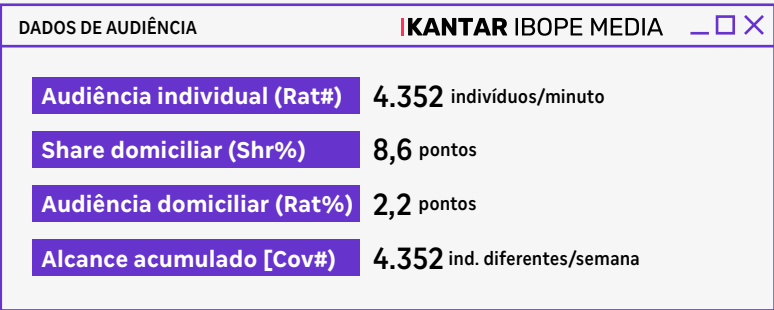 DADOS DE AUDIÊNCIA KANTAR IBOPE MEDIA
Audiência individual (Rat#) 4.352 indivíduos/minuto
Share domiciliar (Shr%) 8,6 pontos
Audiência domiciliar (Rat%) 2,2 pontos
Alcance acumulado [Cov#) 4.352 ind. diferentes/semana